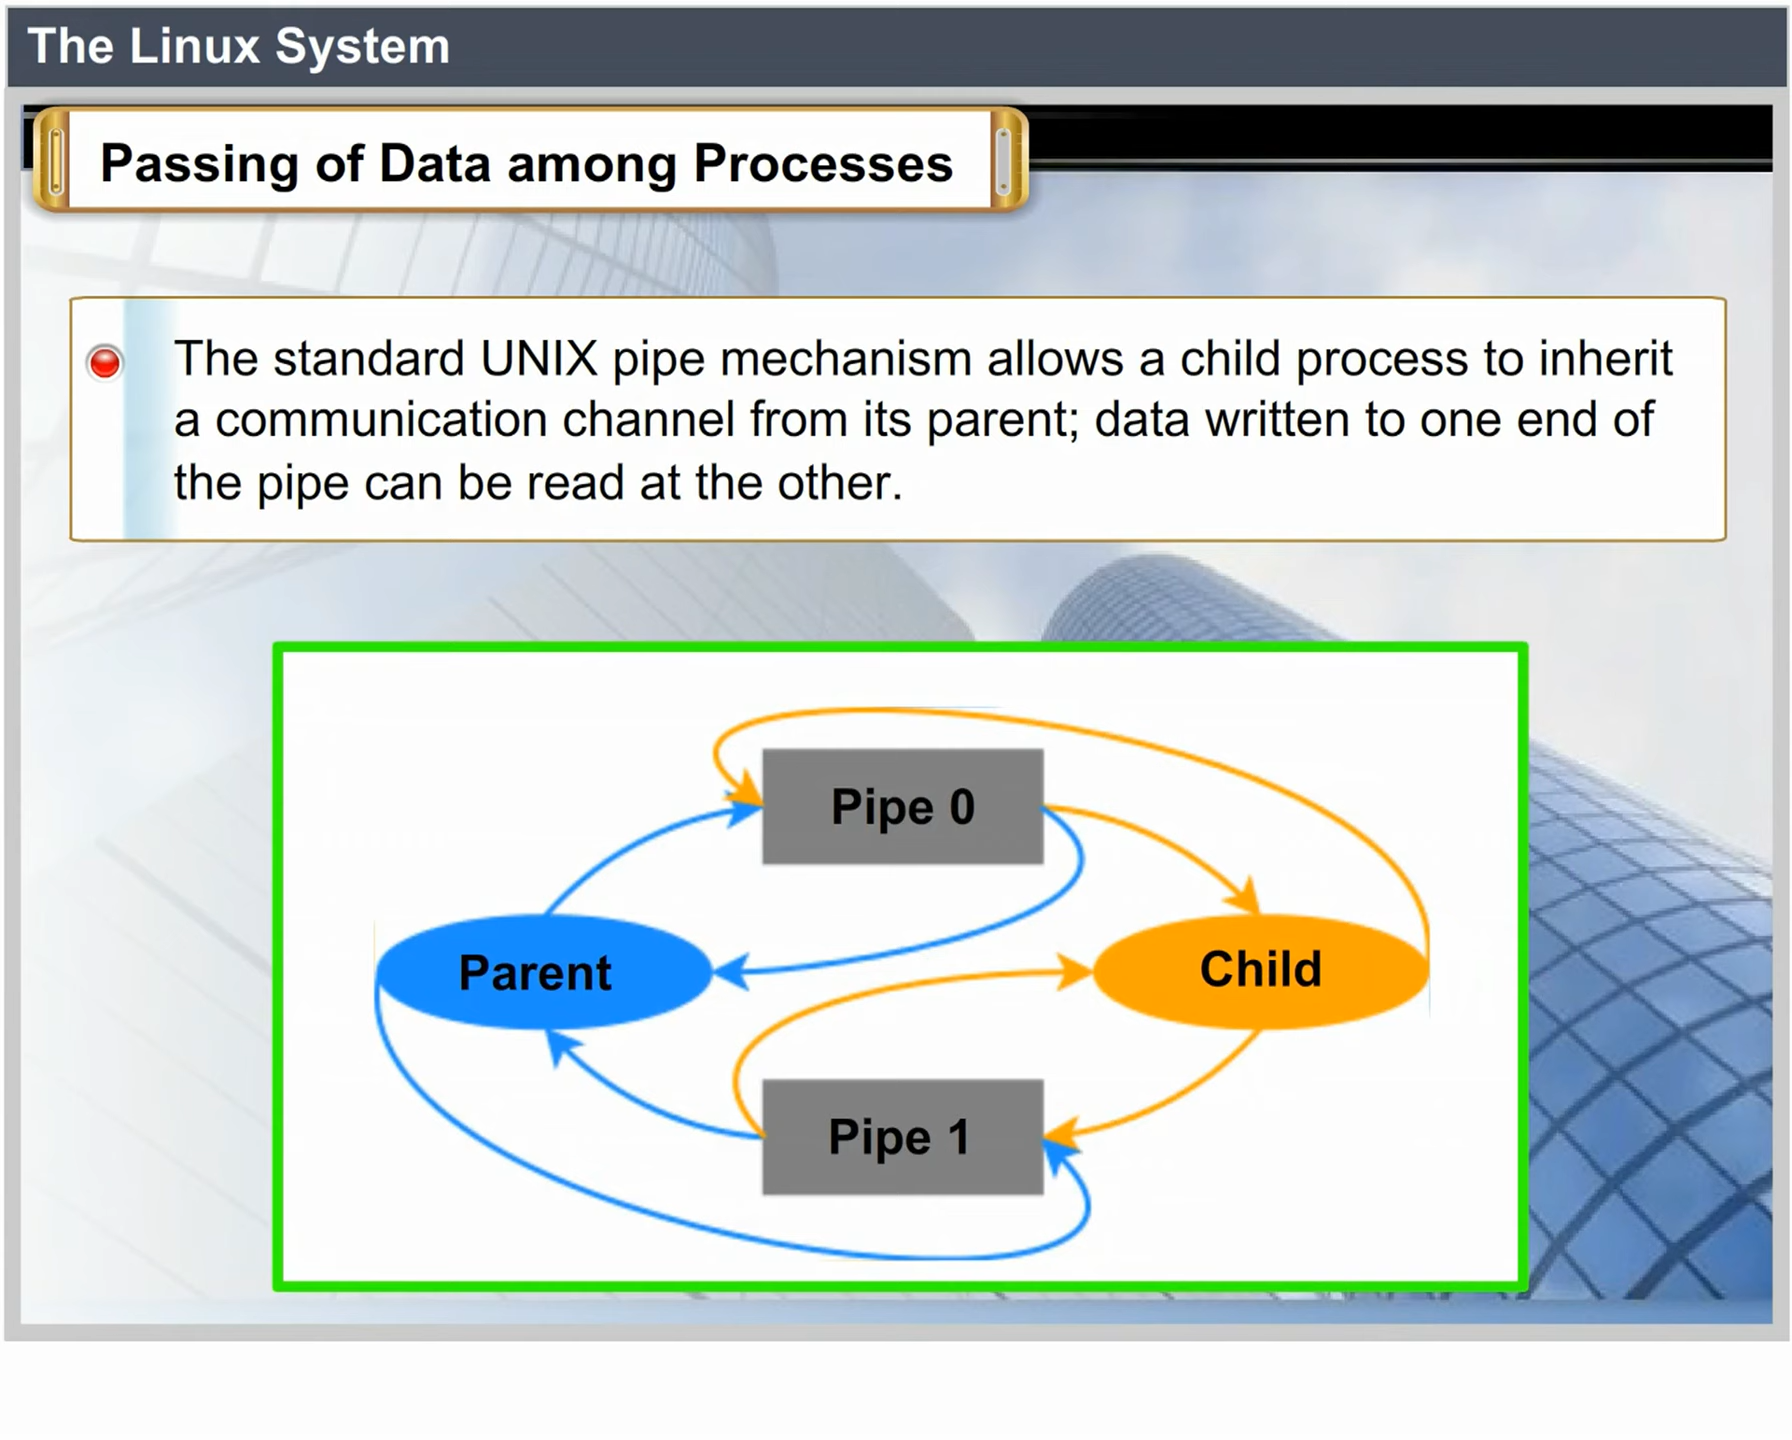 The Linux System
Passing of Data among Processes
The standard UNIX pipe mechanism allows a child process to inherit
a communication channel from its parent; data written to one end of
the pipe can be read at the other.
Pipe 0
Parent
Child
Pipe 1